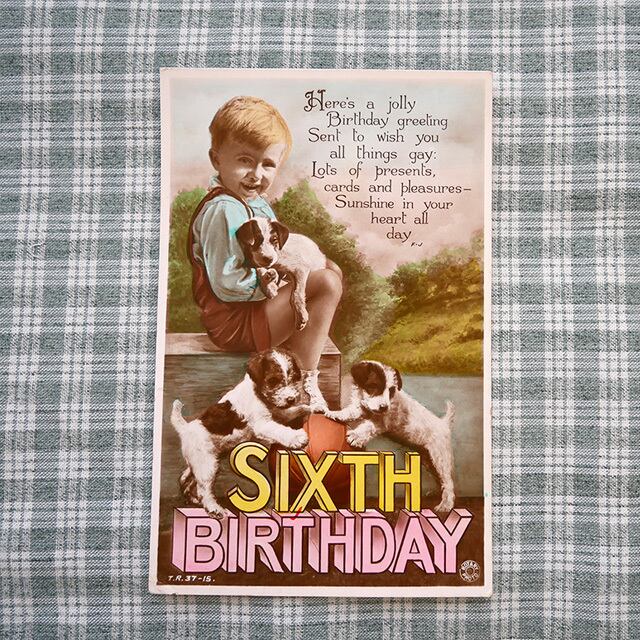 Here's a jolly
Birthday greeting
Sent to wish you
all things gay:
Lots of presents,
cards and pleasures—
Sunshine in your
heart all
day
K-J
SIXTH
BIRTHDAY
T.R. 37-15.